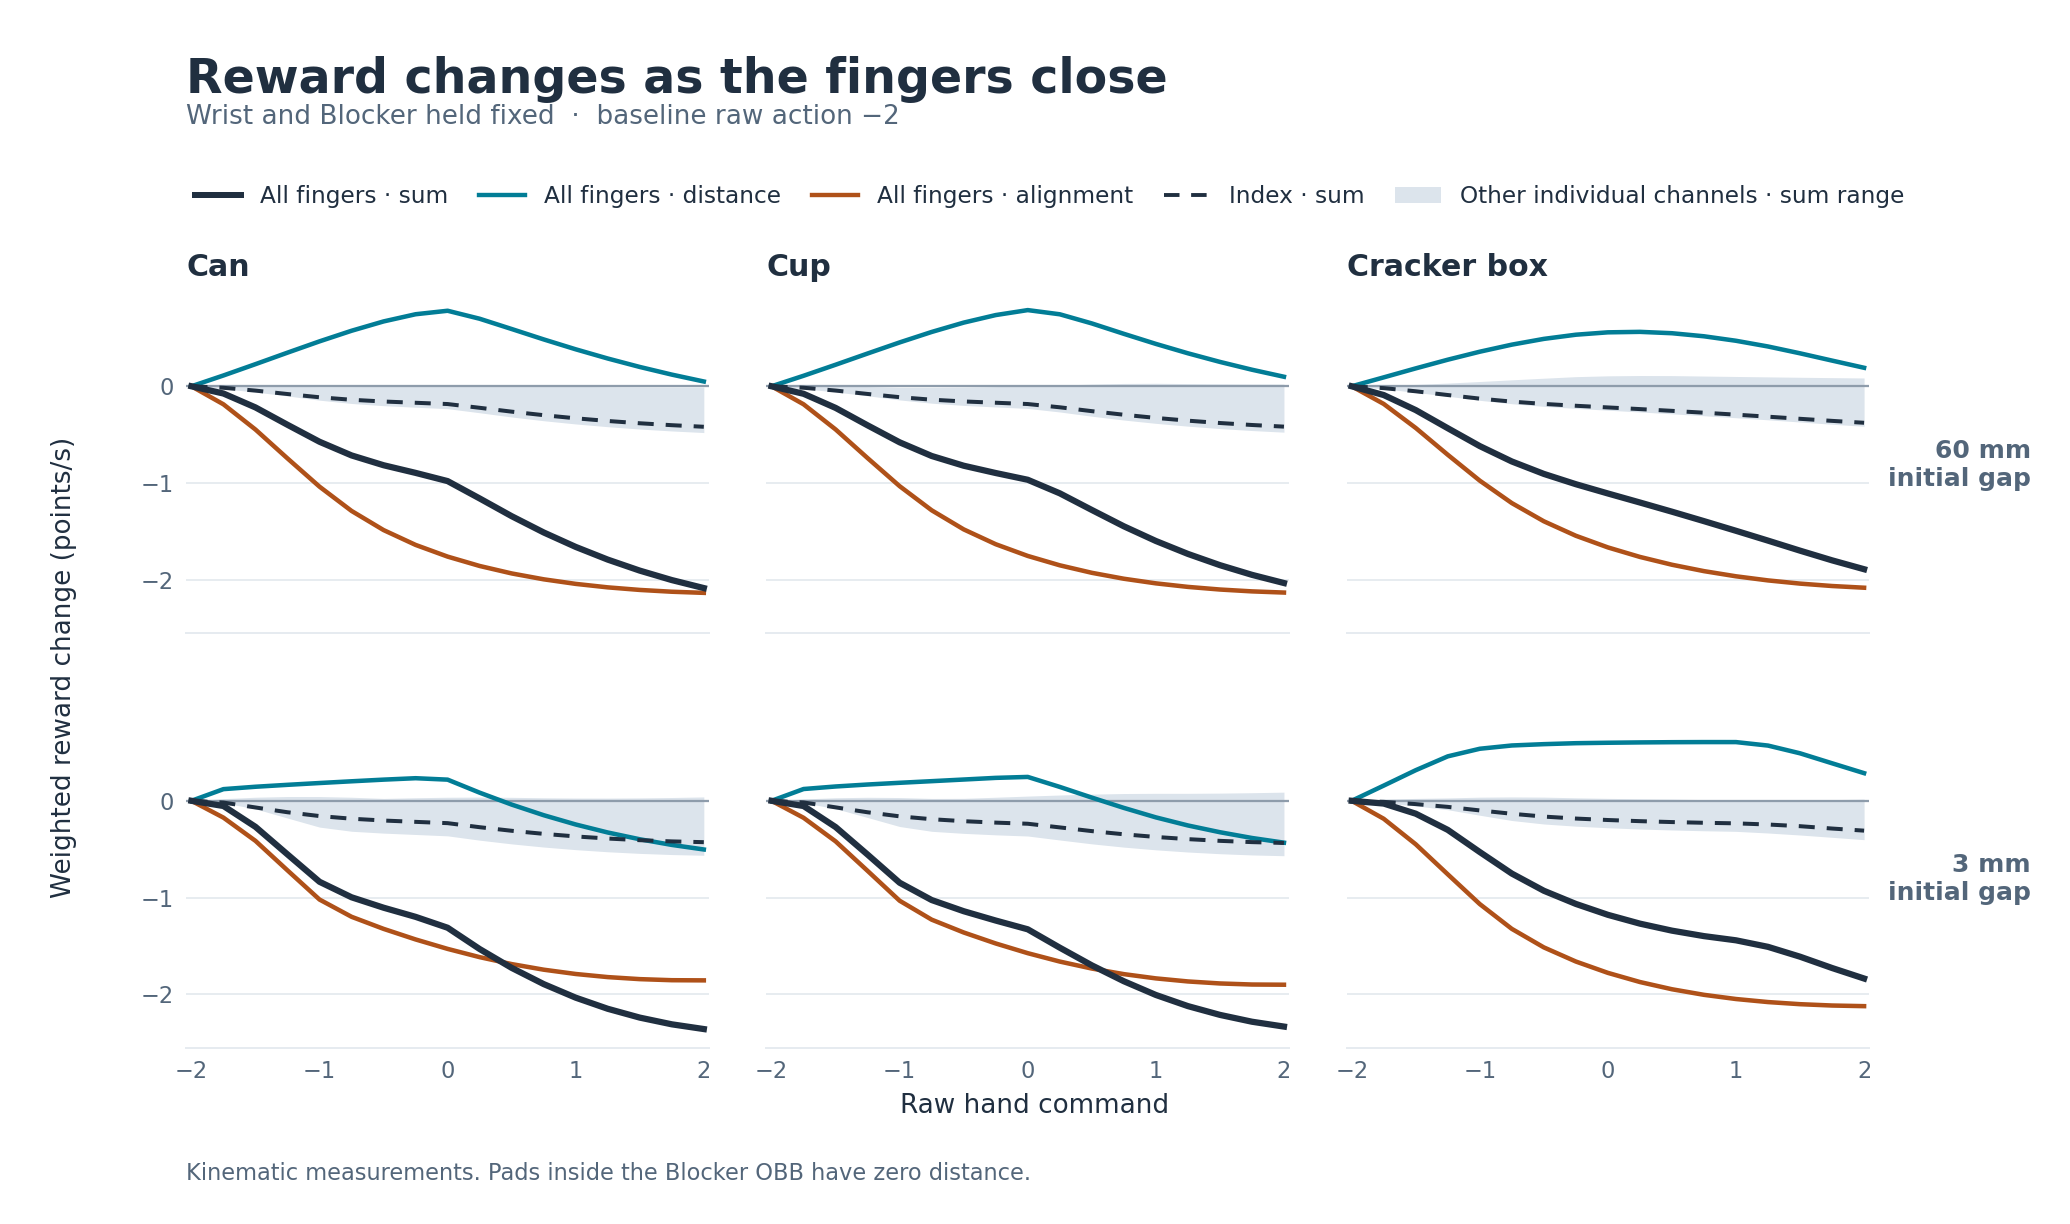 Reward changes as the fingers close
Wrist and Blocker held fixed · baseline raw action −2
All fingers · sum
All fingers · distance
All fingers · alignment
Index · sum
Other individual channels · sum range
Can
Cup
Cracker box
0
−1
−2
60 mm
initial gap
Weighted reward change (points/s)
0
−1
−2
3 mm
initial gap
−2 −1 0 1 2
−2 −1 0 1 2
−2 −1 0 1 2
Raw hand command
Kinematic measurements. Pads inside the Blocker OBB have zero distance.